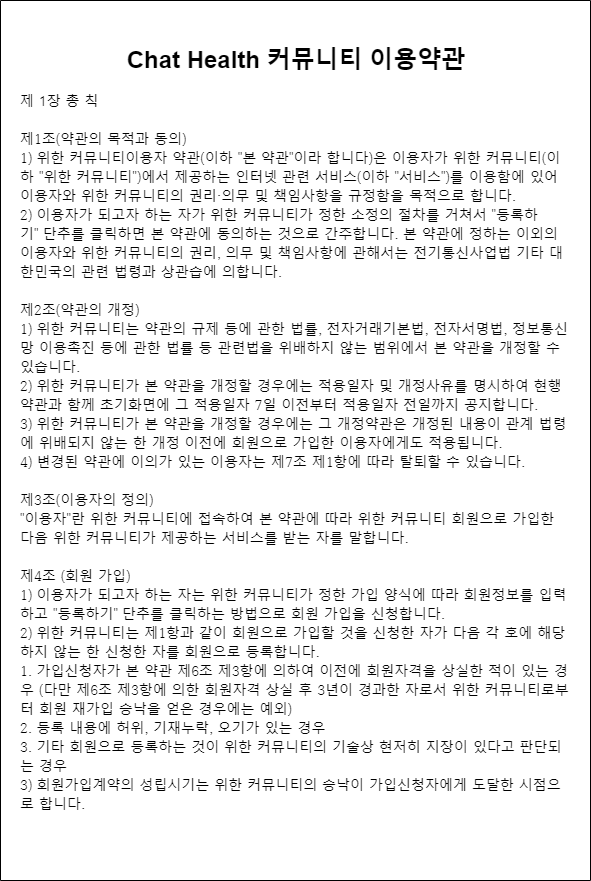 Chat Health 커뮤니티 이용약관
제 1장 총 칙
제1조(약관의 목적과 동의)
1) 위한 커뮤니티이용자 약관(이하 "본 약관"이라 합니다)은 이용자가 위한 커뮤니티(이
하 "위한 커뮤니티")에서 제공하는 인터넷 관련 서비스(이하 "서비스")를 이용함에 있어
이용자와 위한 커뮤니티의 권리·의무 및 책임사항을 규정함을 목적으로 합니다.
2) 이용자가 되고자 하는 자가 위한 커뮤니티가 정한 소정의 절차를 거쳐서 "등록하
기" 단추를 클릭하면 본 약관에 동의하는 것으로 간주합니다. 본 약관에 정하는 이외의
이용자와 위한 커뮤니티의 권리, 의무 및 책임사항에 관해서는 전기통신사업법 기타 대
한민국의 관련 법령과 상관습에 의합니다.
제2조(약관의 개정)
1) 위한 커뮤니티는 약관의 규제 등에 관한 법률, 전자거래기본법, 전자서명법, 정보통신
망 이용촉진 등에 관한 법률 등 관련법을 위배하지 않는 범위에서 본 약관을 개정할 수
있습니다.
2) 위한 커뮤니티가 본 약관을 개정할 경우에는 적용일자 및 개정사유를 명시하여 현행
약관과 함께 초기화면에 그 적용일자 7일 이전부터 적용일자 전일까지 공지합니다.
3) 위한 커뮤니티가 본 약관을 개정할 경우에는 그 개정약관은 개정된 내용이 관계 법령
에 위배되지 않는 한 개정 이전에 회원으로 가입한 이용자에게도 적용됩니다.
4) 변경된 약관에 이의가 있는 이용자는 제7조 제1항에 따라 탈퇴할 수 있습니다.
제3조(이용자의 정의)
"이용자"란 위한 커뮤니티에 접속하여 본 약관에 따라 위한 커뮤니티 회원으로 가입한
다음 위한 커뮤니티가 제공하는 서비스를 받는 자를 말합니다.
제4조 (회원 가입)
1) 이용자가 되고자 하는 자는 위한 커뮤니티가 정한 가입 양식에 따라 회원정보를 입력
하고 "등록하기" 단추를 클릭하는 방법으로 회원 가입을 신청합니다.
2) 위한 커뮤니티는 제1항과 같이 회원으로 가입할 것을 신청한 자가 다음 각 호에 해당
하지 않는 한 신청한 자를 회원으로 등록합니다.
1. 가입신청자가 본 약관 제6조 제3항에 의하여 이전에 회원자격을 상실한 적이 있는 경
우 (다만 제6조 제3항에 의한 회원자격 상실 후 3년이 경과한 자로서 위한 커뮤니티로부
터 회원 재가입 승낙을 얻은 경우에는 예외)
2. 등록 내용에 허위, 기재누락, 오기가 있는 경우
3. 기타 회원으로 등록하는 것이 위한 커뮤니티의 기술상 현저히 지장이 있다고 판단되
는 경우
3) 회원가입계약의 성립시기는 위한 커뮤니티의 승낙이 가입신청자에게 도달한 시점으
로 합니다.